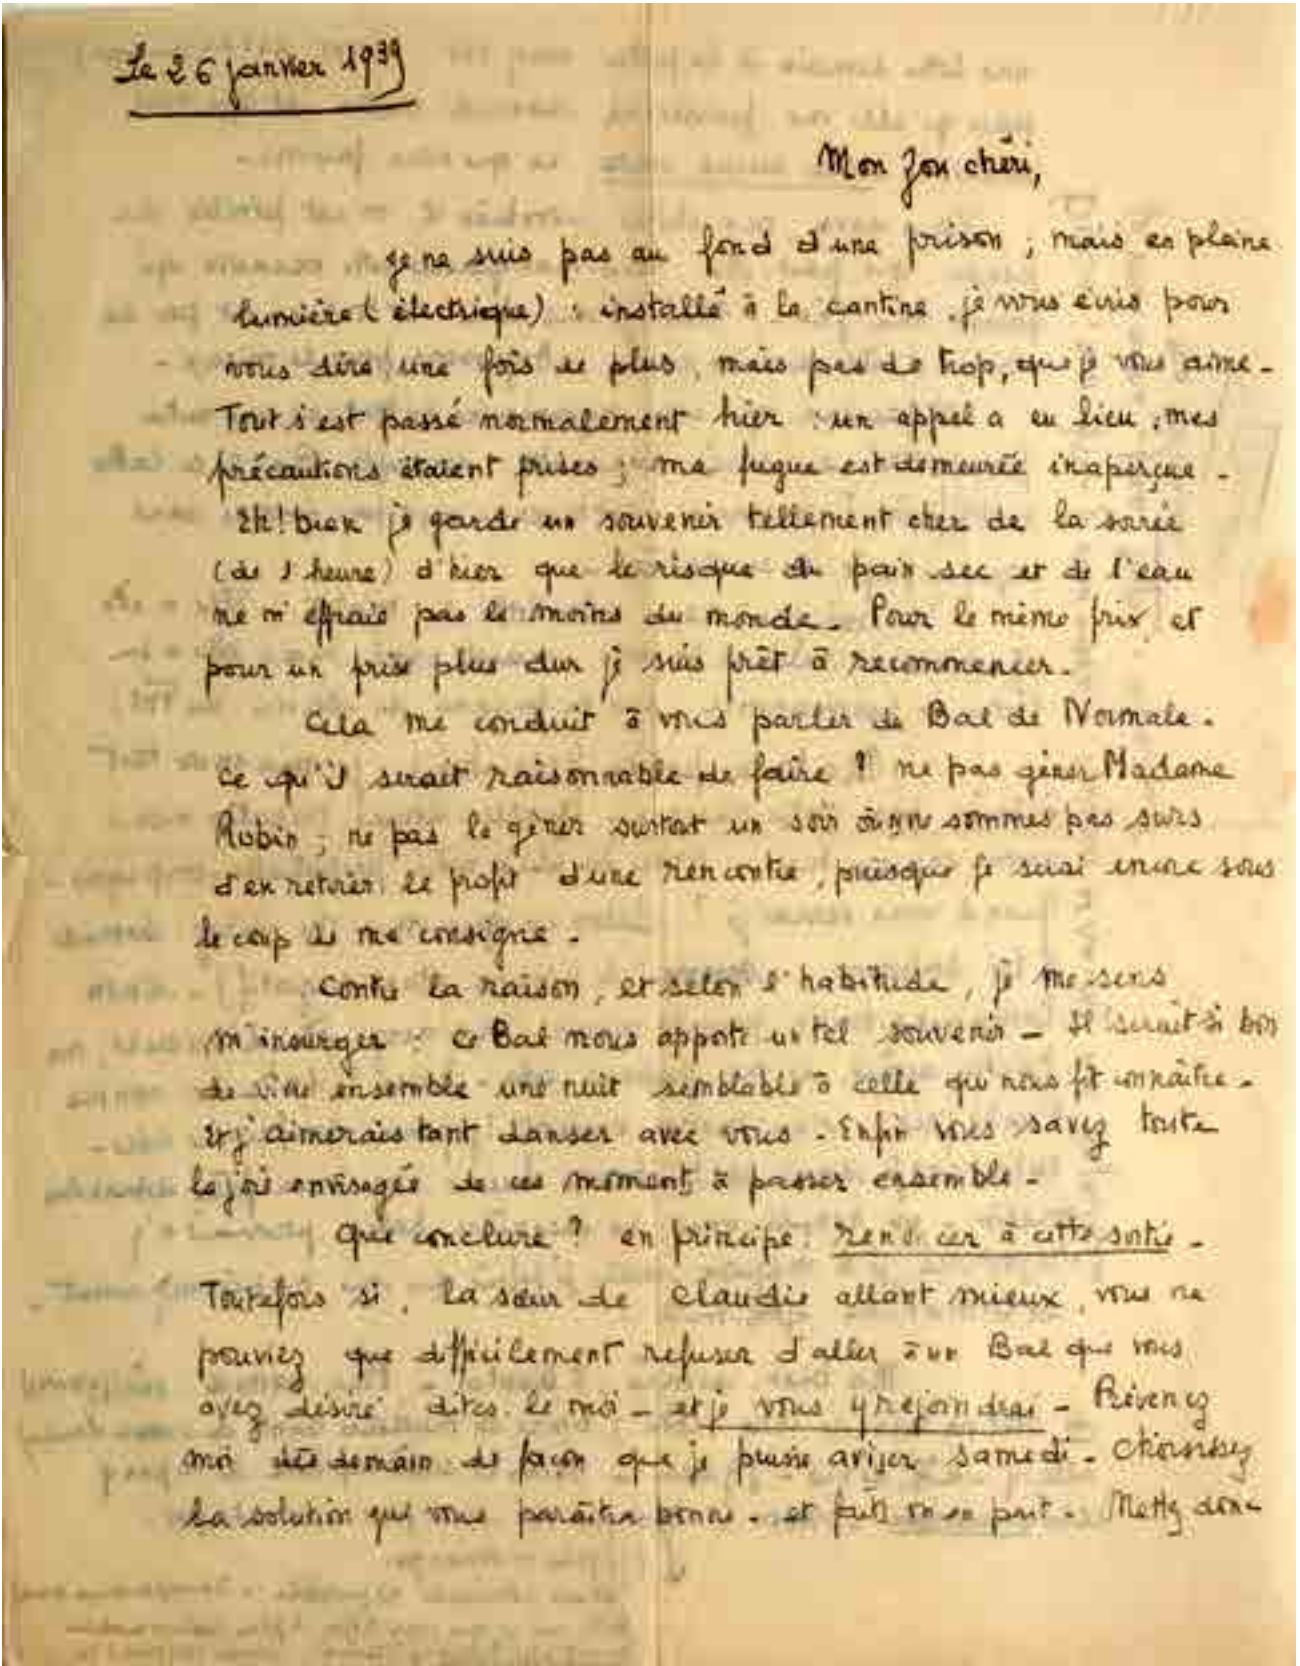 Le 26 janvier 1939
Mon Zou chéri,
Je ne suis pas au fond d'une prison ; mais en pleine
lumière (électrique) : installé à la cantine, je vous écris pour
vous dire une fois de plus, mais pas de trop, que je vous aime -
Tout s'est passé normalement hier : un appel a eu lieu ; mes
précautions étaient prises ; ma fugue est demeurée inaperçue -
Eh! bien je garde un souvenir tellement cher de la soirée
(de 1 heure) d'hier que le risque du pain sec et de l'eau
ne m'effraie pas le moins du monde - Pour le même prix, et
pour un prix plus dur je suis prêt à recommencer -
Cela me conduit à vous parler de Bal de Normale -
Ce qu'il serait raisonnable de faire ? ne pas gêner Madame
Rubin ; ne pas la gêner surtout un soir où ne sommes pas surs
d'en retirer le profit d'une rencontre, puisque je serai encore sous
le coup de ma consigne -
Contre la raison, et selon l'habitude, je me sens
m'insurger : ce Bal nous apporte un tel souvenir - Il serait si bon
de vivre ensemble une nuit semblable à celle qui nous fit connaître -
Et j'aimerais tant danser avec vous - Enfin vous savez toute
la joie envisagée de ces moments à passer ensemble -
Que conclure ? en principe : renoncer à cette sortie -
Toutefois si, la sœur de Claudie allant mieux, vous ne
pouviez que difficilement refuser d'aller à un Bal que vous
avez désiré dites le moi - et je vous y rejoindrai - Prévenez
moi dès demain de façon que je puisse aviser samedi - Choisissez
la solution qui vous paraîtra bonne - et part - Mettez donc